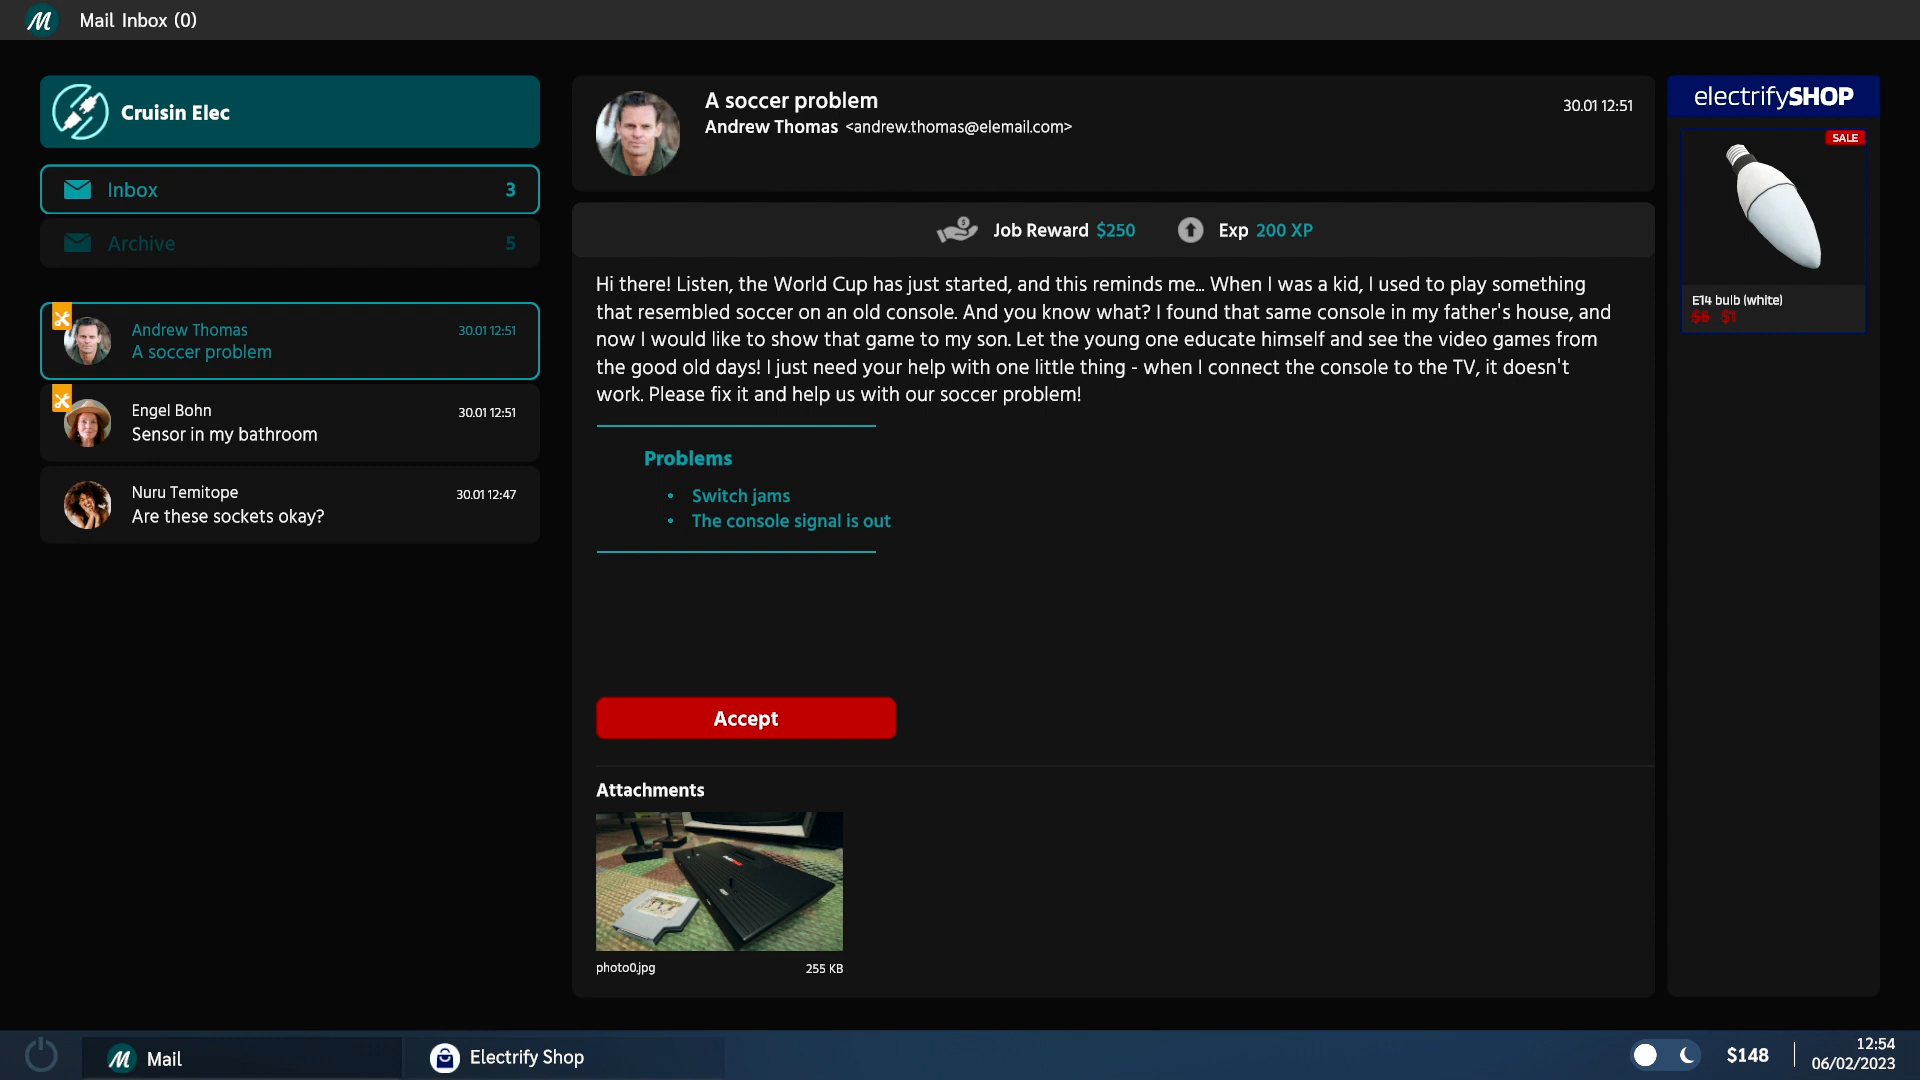 Mail Inbox (0)
Cruisin Elec
Inbox 3
Archive 5
Andrew Thomas 30.01 12:51
A soccer problem
Engel Bohn 30.01 12:51
Sensor in my bathroom
Nuru Temitope 30.01 12:47
Are these sockets okay?
A soccer problem
Andrew Thomas <andrew.thomas@elemail.com>
30.01 12:51
Job Reward $250 Exp 200 XP
Hi there! Listen, the World Cup has just started, and this reminds me... When I was a kid, I used to play something
that resembled soccer on an old console. And you know what? I found that same console in my father's house, and
now I would like to show that game to my son. Let the young one educate himself and see the video games from
the good old days! I just need your help with one little thing - when I connect the console to the TV, it doesn't
work. Please fix it and help us with our soccer problem!
Problems
• Switch jams
• The console signal is out
Accept
Attachments
photo0.jpg 255 KB
electrifySHOP
SALE
E14 bulb (white)
$6 $1
Mail
Electrify Shop
$148
12:54
06/02/2023